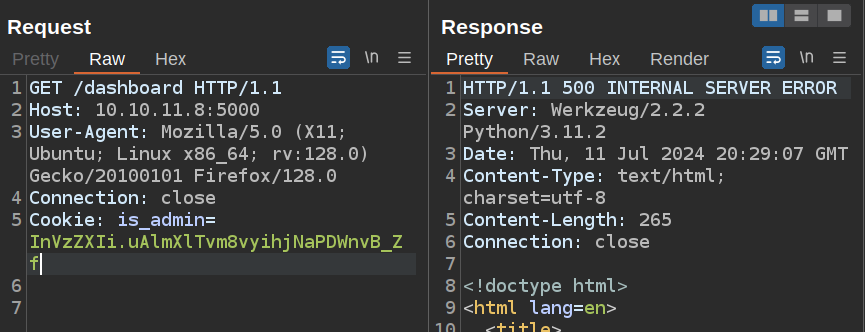 Request
Pretty Raw Hex \n
1 GET /dashboard HTTP/1.1
2 Host: 10.10.11.8:5000
3 User-Agent: Mozilla/5.0 (X11;
Ubuntu; Linux x86_64; rv:128.0)
Gecko/20100101 Firefox/128.0
4 Connection: close
5 Cookie: is_admin=
InVzZXIi.uAlmXlTvm8vyihjNaPDWnvB_Z
f
6
7
Response
Pretty Raw Hex Render \n
1 HTTP/1.1 500 INTERNAL SERVER ERROR
2 Server: Werkzeug/2.2.2
Python/3.11.2
3 Date: Thu, 11 Jul 2024 20:29:07 GMT
4 Content-Type: text/html;
charset=utf-8
5 Content-Length: 265
6 Connection: close
7
8 <!doctype html>
9 <html lang=en>
10 <title>